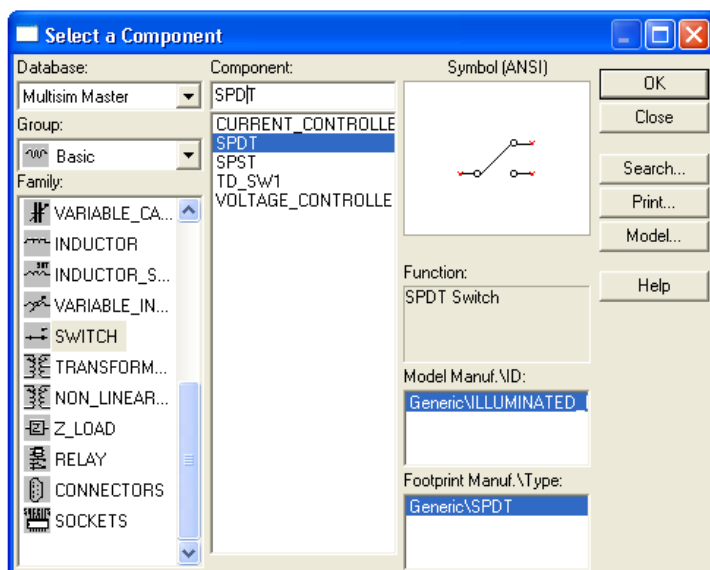 Select a Component
Database:
Multisim Master
Group:
Basic
Family:
VARIABLE_CA...
INDUCTOR
INDUCTOR_S...
VARIABLE_IN...
SWITCH
TRANSFORM...
NON_LINEAR...
Z_LOAD
RELAY
CONNECTORS
SOCKETS
Component:
SPDT
CURRENT_CONTROLLE
SPDT
SPST
TD_SW1
VOLTAGE_CONTROLLE
Symbol (ANSI)
Function:
SPDT Switch
Model Manuf.\ID:
Generic\ILLUMINATED_
Footprint Manuf.\Type:
Generic\SPDT
OK
Close
Search...
Print...
Model...
Help